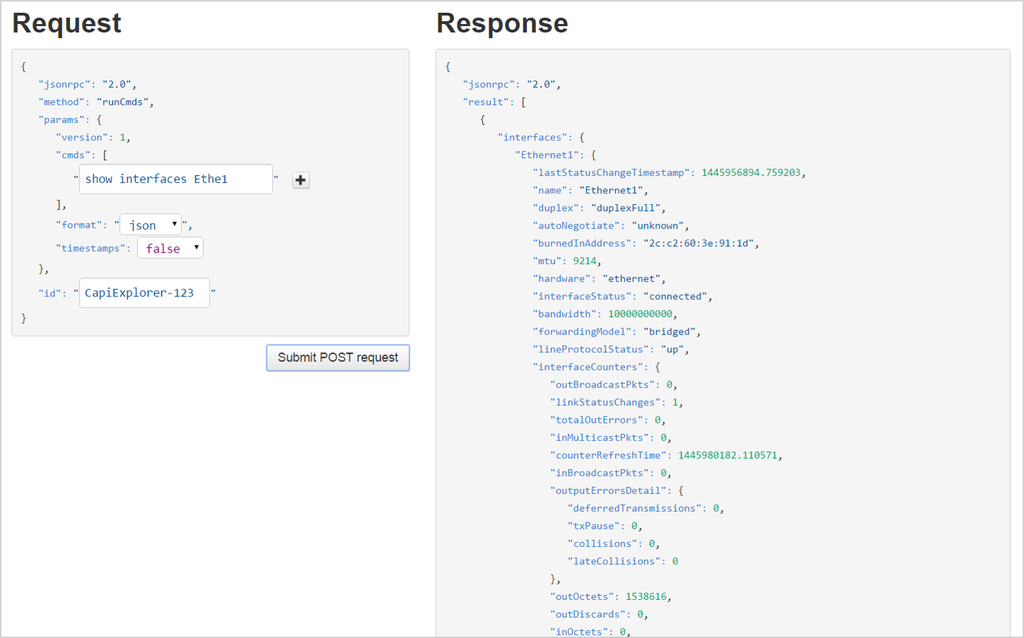 Request
{
"jsonrpc": "2.0",
"method": "runCmds",
"params": {
"version": 1,
"cmds": [
"show interfaces Ethe1"
],
"format": "json",
"timestamps": false
},
"id": "CapiExplorer-123"
}
Submit POST request
Response
{
"jsonrpc": "2.0",
"result": [
{
"interfaces": {
"Ethernet1": {
"lastStatusChangeTimestamp": 1445956894.759203,
"name": "Ethernet1",
"duplex": "duplexFull",
"autoNegotiate": "unknown",
"burnedInAddress": "2c:c2:60:3e:91:1d",
"mtu": 9214,
"hardware": "ethernet",
"interfaceStatus": "connected",
"bandwidth": 10000000000,
"forwardingModel": "bridged",
"lineProtocolStatus": "up",
"interfaceCounters": {
"outBroadcastPkts": 0,
"linkStatusChanges": 1,
"totalOutErrors": 0,
"inMulticastPkts": 0,
"counterRefreshTime": 1445980182.110571,
"inBroadcastPkts": 0,
"outputErrorsDetail": {
"deferredTransmissions": 0,
"txPause": 0,
"collisions": 0,
"lateCollisions": 0
},
"outOctets": 1538616,
"outDiscards": 0,
"inOctets": 0,